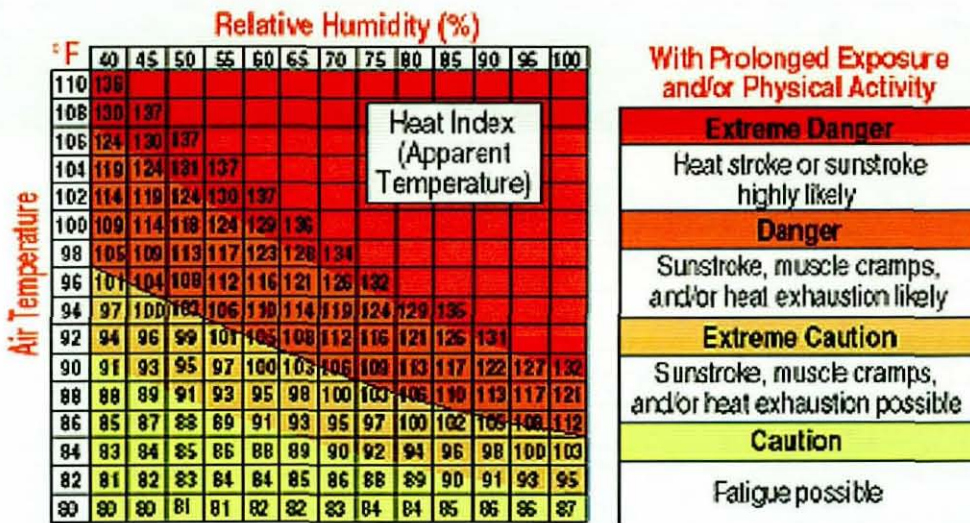 Relative Humidity (%)
°F 40 45 50 55 60 65 70 75 80 85 90 95 100
110 136
108 130 137
106 124 130 137
104 119 124 131 137
102 114 119 124 130 137
100 109 114 118 124 129 136
98 105 109 113 117 123 128 134
96 101 104 108 112 116 121 126 132
94 97 100 102 106 110 114 119 124 129 136
92 94 96 99 101 105 108 112 116 121 126 131
90 91 93 95 97 100 103 106 109 113 117 122 127 132
88 88 89 91 93 95 98 100 103 106 110 113 117 121
86 85 87 88 89 91 93 95 97 100 102 105 108 112
84 83 84 85 86 88 89 90 92 94 96 98 100 103
82 81 82 83 84 84 85 86 88 89 90 91 93 95
80 80 80 81 81 82 82 83 84 84 85 86 86 87
Air Temperature
Heat Index
(Apparent
Temperature)
With Prolonged Exposure
and/or Physical Activity
Extreme Danger
Heat stroke or sunstroke
highly likely
Danger
Sunstroke, muscle cramps,
and/or heat exhaustion likely
Extreme Caution
Sunstroke, muscle cramps,
and/or heat exhaustion possible
Caution
Fatigue possible